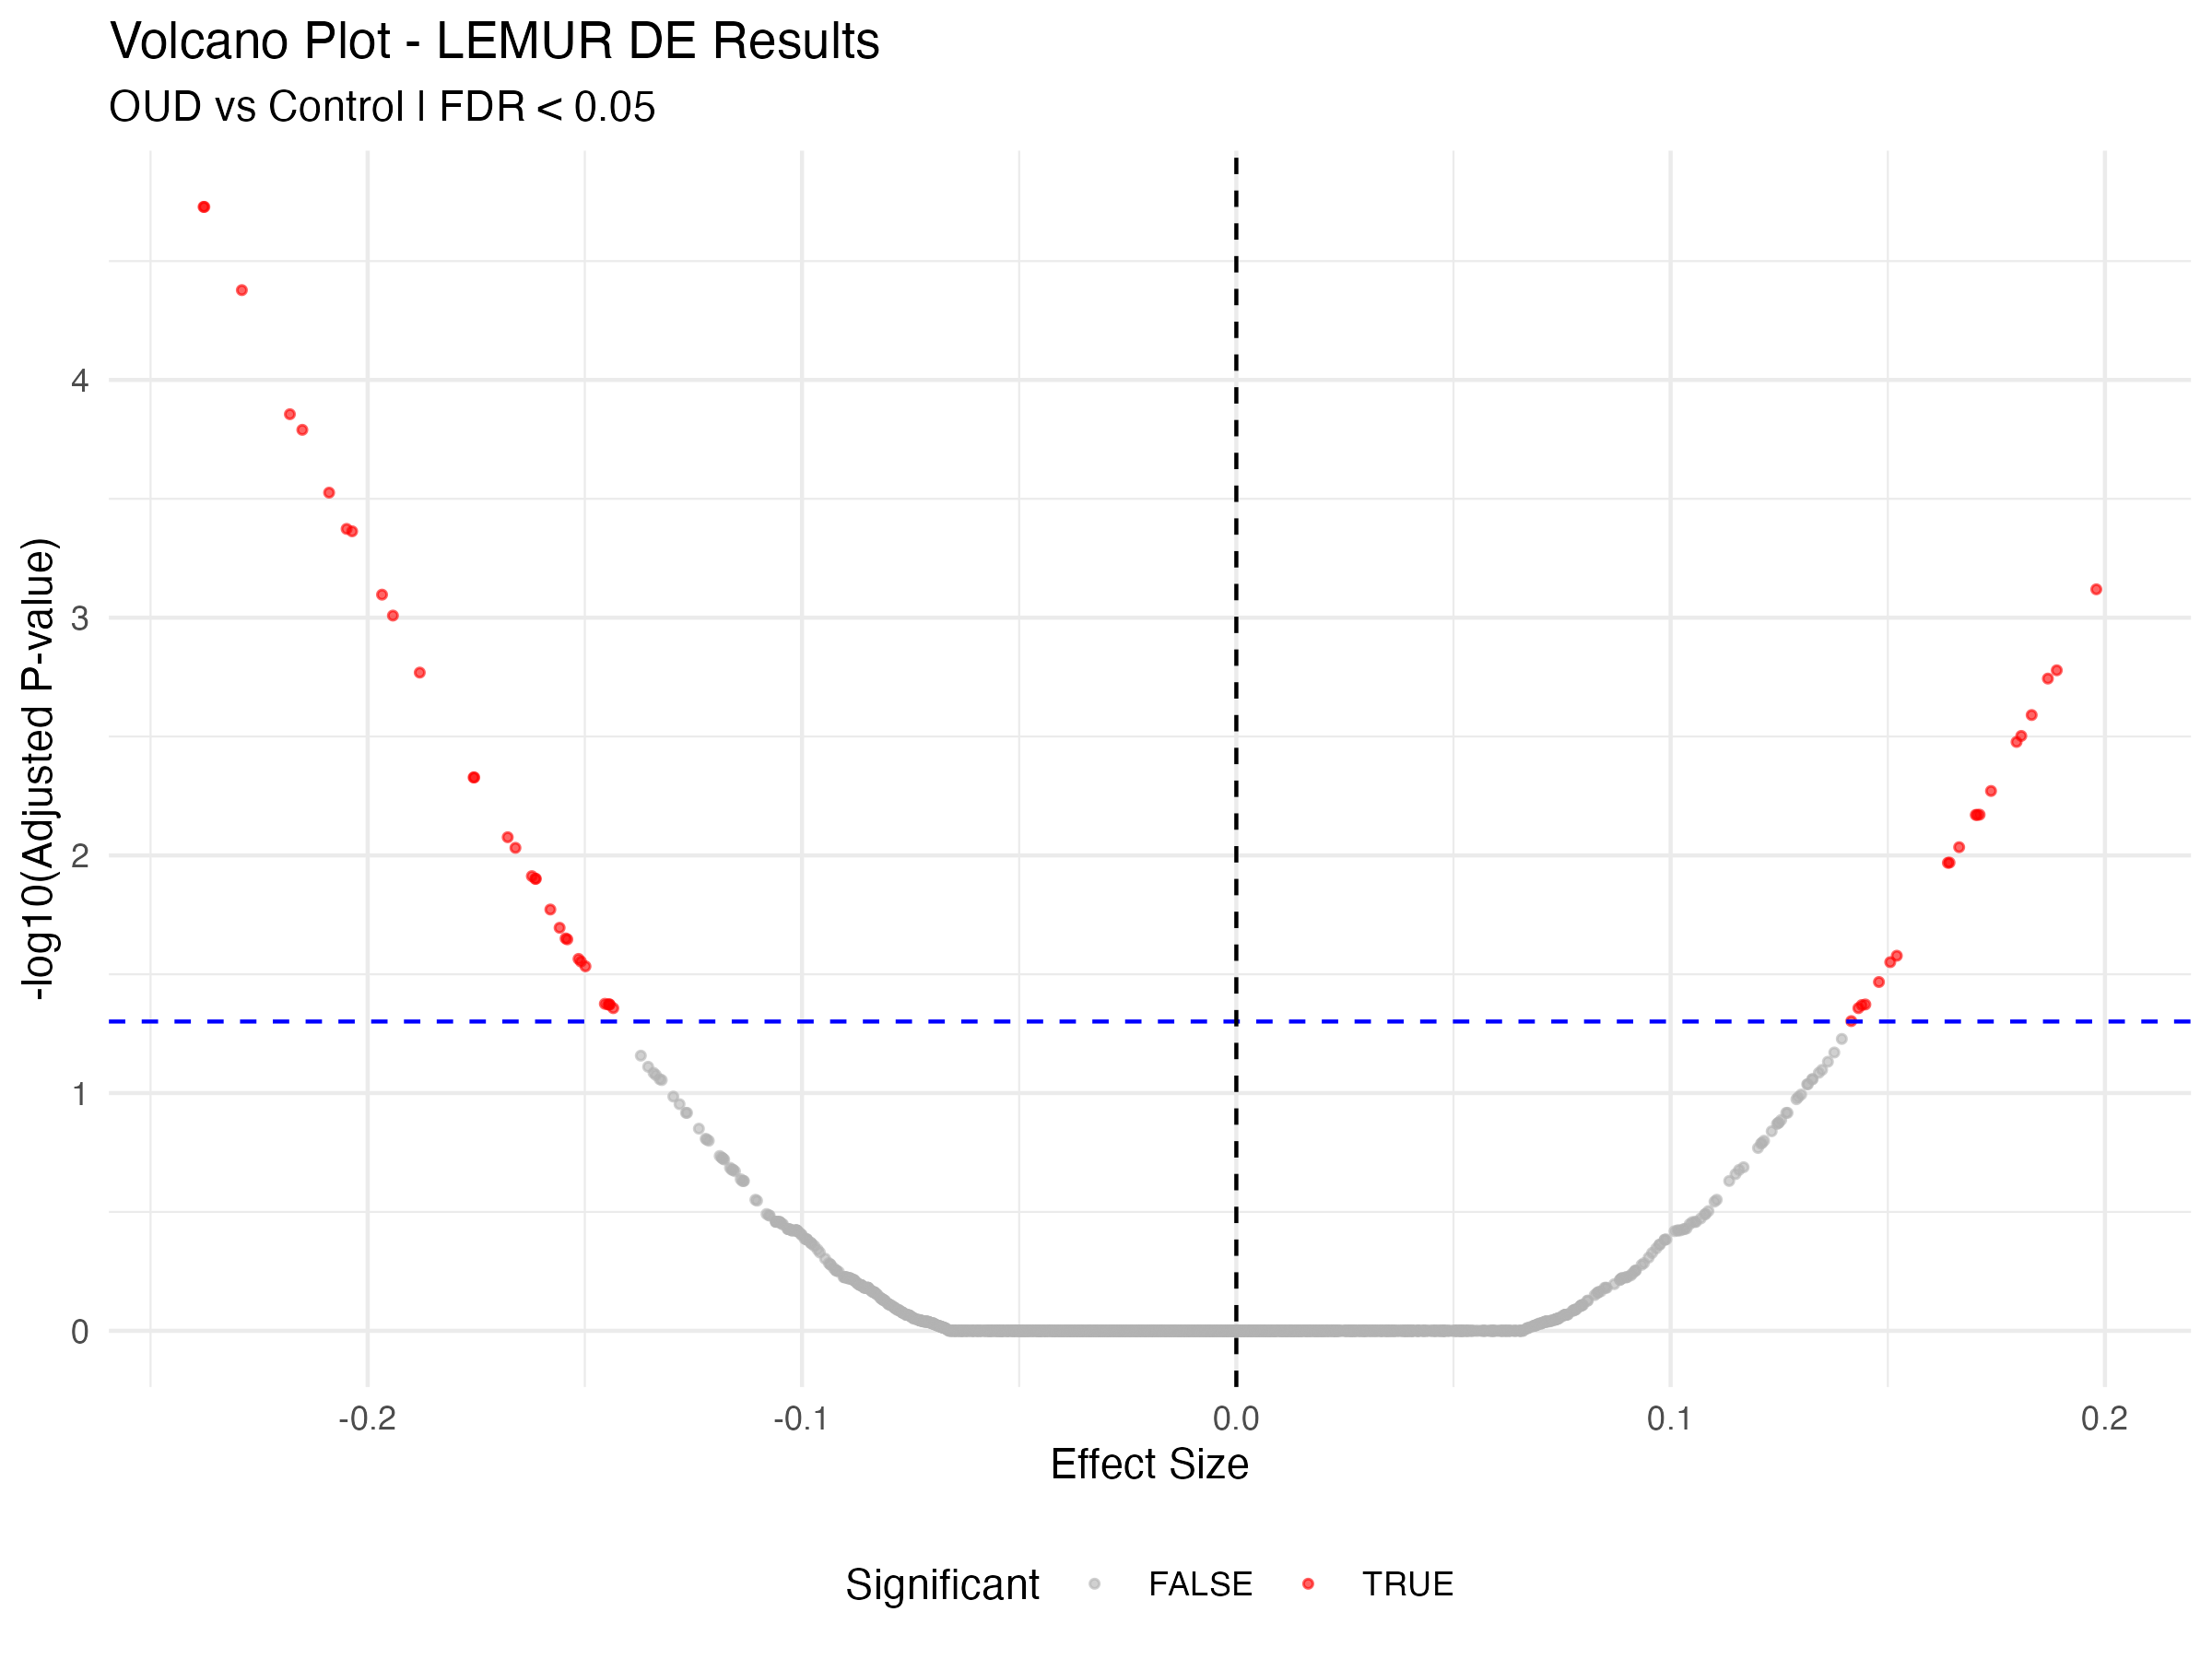 Volcano Plot - LEMUR DE Results
OUD vs Control | FDR < 0.05
-log10(Adjusted P-value)
4
3
2
1
0
-0.2 -0.1 0.0 0.1 0.2
Effect Size
Significant FALSE TRUE